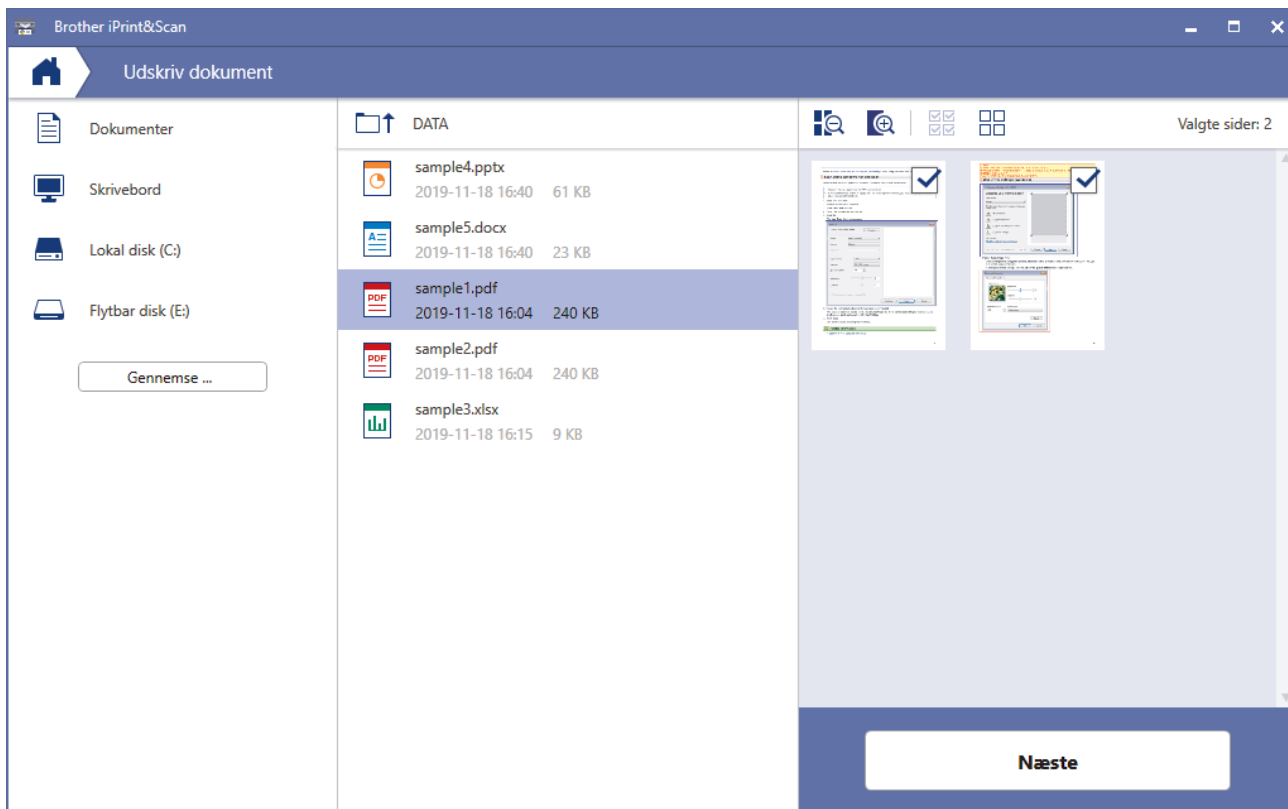 Brother iPrint&Scan
Udskriv dokument
Dokumenter
Skrivebord
Lokal disk (C:)
Flytbar disk (E:)
Gennemse ...
DATA
sample4.pptx
2019-11-18 16:40 61 KB
sample5.docx
2019-11-18 16:40 23 KB
PDF
sample1.pdf
2019-11-18 16:04 240 KB
PDF
sample2.pdf
2019-11-18 16:04 240 KB
sample3.xlsx
2019-11-18 16:15 9 KB
Valgte sider: 2
Næste